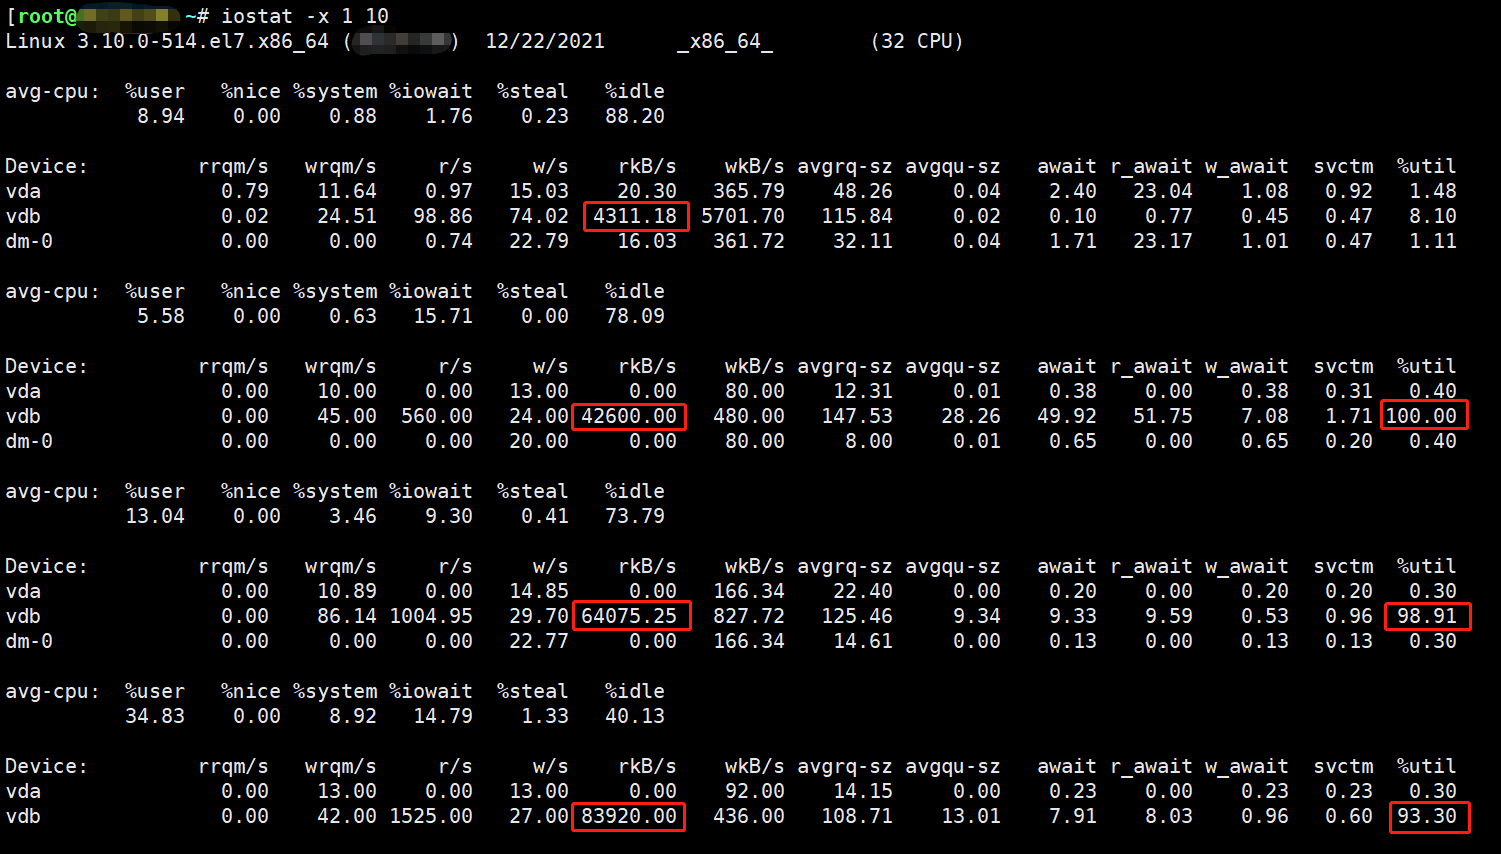 [root@ ~# iostat -x 1 10
Linux 3.10.0-514.el7.x86_64 ( ) 12/22/2021 _x86_64_ (32 CPU)
avg-cpu: %user %nice %system %iowait %steal %idle
8.94 0.00 0.88 1.76 0.23 88.20
Device: rrqm/s wrqm/s r/s w/s rkB/s wkB/s avgrq-sz avgqu-sz await r_await w_await svctm %util
vda 0.79 11.64 0.97 15.03 20.30 365.79 48.26 0.04 2.40 23.04 1.08 0.92 1.48
vdb 0.02 24.51 98.86 74.02 4311.18 5701.70 115.84 0.02 0.10 0.77 0.45 0.47 8.10
dm-0 0.00 0.00 0.74 22.79 16.03 361.72 32.11 0.04 1.71 23.17 1.01 0.47 1.11
avg-cpu: %user %nice %system %iowait %steal %idle
5.58 0.00 0.63 15.71 0.00 78.09
Device: rrqm/s wrqm/s r/s w/s rkB/s wkB/s avgrq-sz avgqu-sz await r_await w_await svctm %util
vda 0.00 10.00 0.00 13.00 0.00 80.00 12.31 0.01 0.38 0.00 0.38 0.31 0.40
vdb 0.00 45.00 560.00 24.00 42600.00 480.00 147.53 28.26 49.92 51.75 7.08 1.71 100.00
dm-0 0.00 0.00 0.00 20.00 0.00 80.00 8.00 0.01 0.65 0.00 0.65 0.20 0.40
avg-cpu: %user %nice %system %iowait %steal %idle
13.04 0.00 3.46 9.30 0.41 73.79
Device: rrqm/s wrqm/s r/s w/s rkB/s wkB/s avgrq-sz avgqu-sz await r_await w_await svctm %util
vda 0.00 10.89 0.00 14.85 0.00 166.34 22.40 0.00 0.20 0.00 0.20 0.20 0.30
vdb 0.00 86.14 1004.95 29.70 64075.25 827.72 125.46 9.34 9.33 9.59 0.53 0.96 98.91
dm-0 0.00 0.00 0.00 22.77 0.00 166.34 14.61 0.00 0.13 0.00 0.13 0.13 0.30
avg-cpu: %user %nice %system %iowait %steal %idle
34.83 0.00 8.92 14.79 1.33 40.13
Device: rrqm/s wrqm/s r/s w/s rkB/s wkB/s avgrq-sz avgqu-sz await r_await w_await svctm %util
vda 0.00 13.00 0.00 13.00 0.00 92.00 14.15 0.00 0.23 0.00 0.23 0.23 0.30
vdb 0.00 42.00 1525.00 27.00 83920.00 436.00 108.71 13.01 7.91 8.03 0.96 0.60 93.30